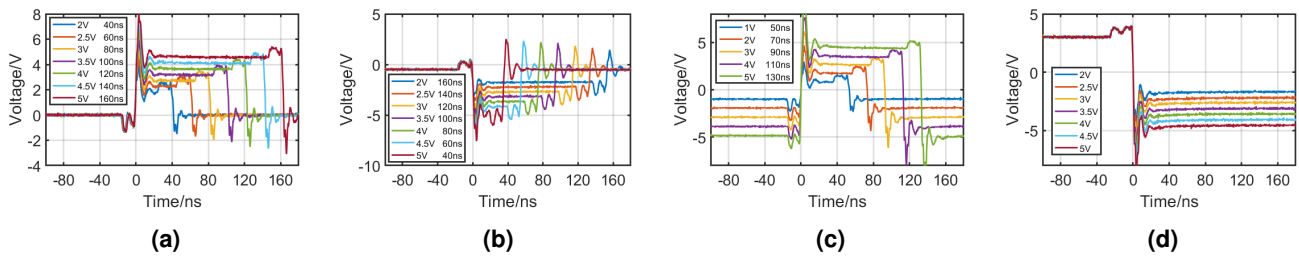 8
6
4
2
0
-2
-4
Voltage/V
2V 40ns
2.5V 60ns
3V 80ns
3.5V 100ns
4V 120ns
4.5V 140ns
5V 160ns
-80 -40 0 40 80 120 160
Time/ns
(a)
5
0
-5
-10
Voltage/V
2V 160ns
2.5V 140ns
3V 120ns
3.5V 100ns
4V 80ns
4.5V 60ns
5V 40ns
-80 -40 0 40 80 120 160
Time/ns
(b)
5
0
-5
Voltage/V
1V 50ns
2V 70ns
3V 90ns
4V 110ns
5V 130ns
-80 -40 0 40 80 120 160
Time/ns
(c)
5
0
-5
Voltage/V
2V
2.5V
3V
3.5V
4V
4.5V
5V
-80 -40 0 40 80 120 160
Time/ns
(d)